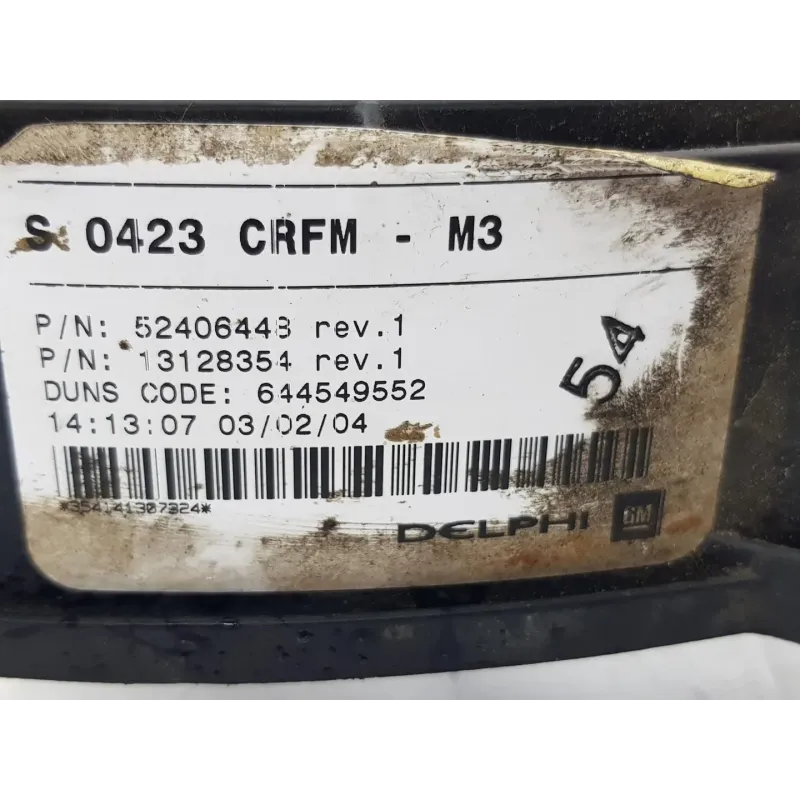 S 0423 CRFM - M3
P/N: 52406448 rev.1
P/N: 13128354 rev.1
DUNS CODE: 644549552
14:13:07 03/02/04
54
*354141307324*
DELPHI GM